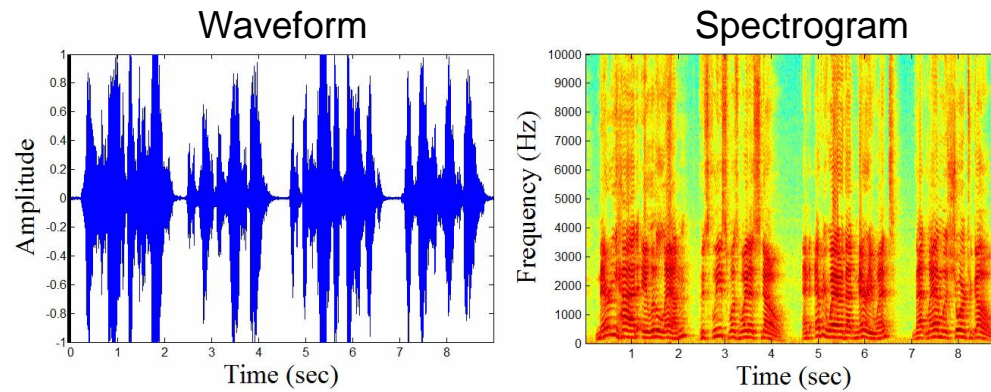 Waveform
Spectrogram
Amplitude
1
0.8
0.6
0.4
0.2
0
-0.2
-0.4
-0.6
-0.8
-1
0 1 2 3 4 5 6 7 8
Time (sec)
Frequency (Hz)
10000
9000
8000
7000
6000
5000
4000
3000
2000
1000
0
1 2 3 4 5 6 7 8
Time (sec)